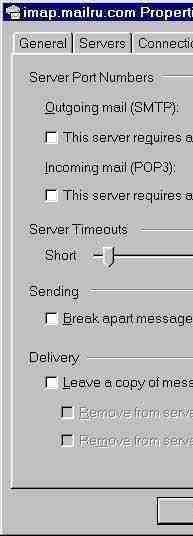 imap.mailru.com Properti
General
Servers
Connectio
Server Port Numbers
Outgoing mail (SMTP):
This server requires a
Incoming mail (POP3):
This server requires a
Server Timeouts
Short
Sending
Break apart message
Delivery
Leave a copy of mess
Remove from serve
Remove from serve